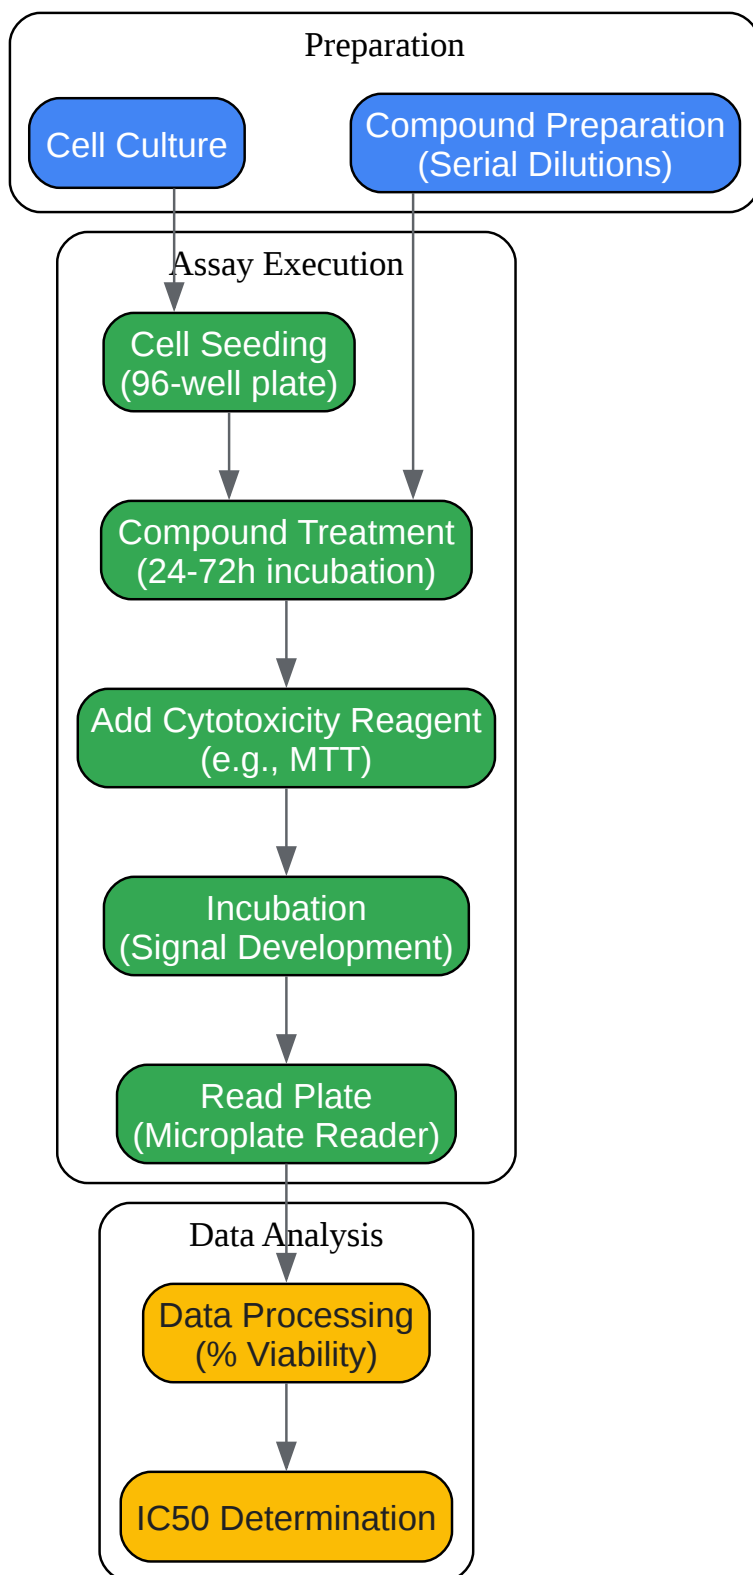 Preparation
Cell Culture
Compound Preparation
(Serial Dilutions)
Assay Execution
Cell Seeding
(96-well plate)
Compound Treatment
(24-72h incubation)
Add Cytotoxicity Reagent
(e.g., MTT)
Incubation
(Signal Development)
Read Plate
(Microplate Reader)
Data Analysis
Data Processing
(% Viability)
IC50 Determination